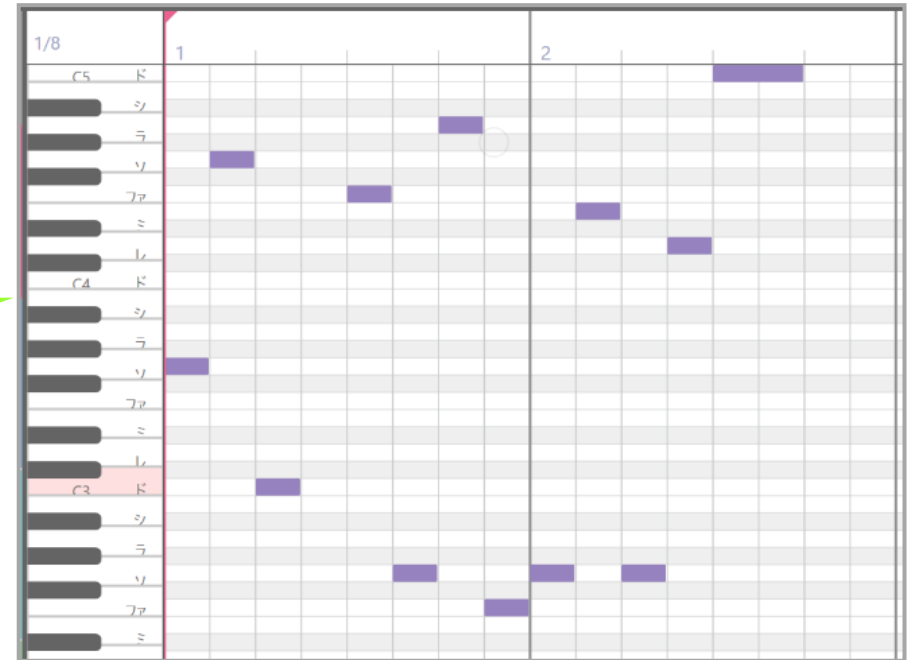 1/8
1
2
C5 ド
シ
ラ
ソ
ファ
ミ
レ
C4 ド
シ
ラ
ソ
ファ
ミ
レ
C3 ド
シ
ラ
ソ
ファ
ミ